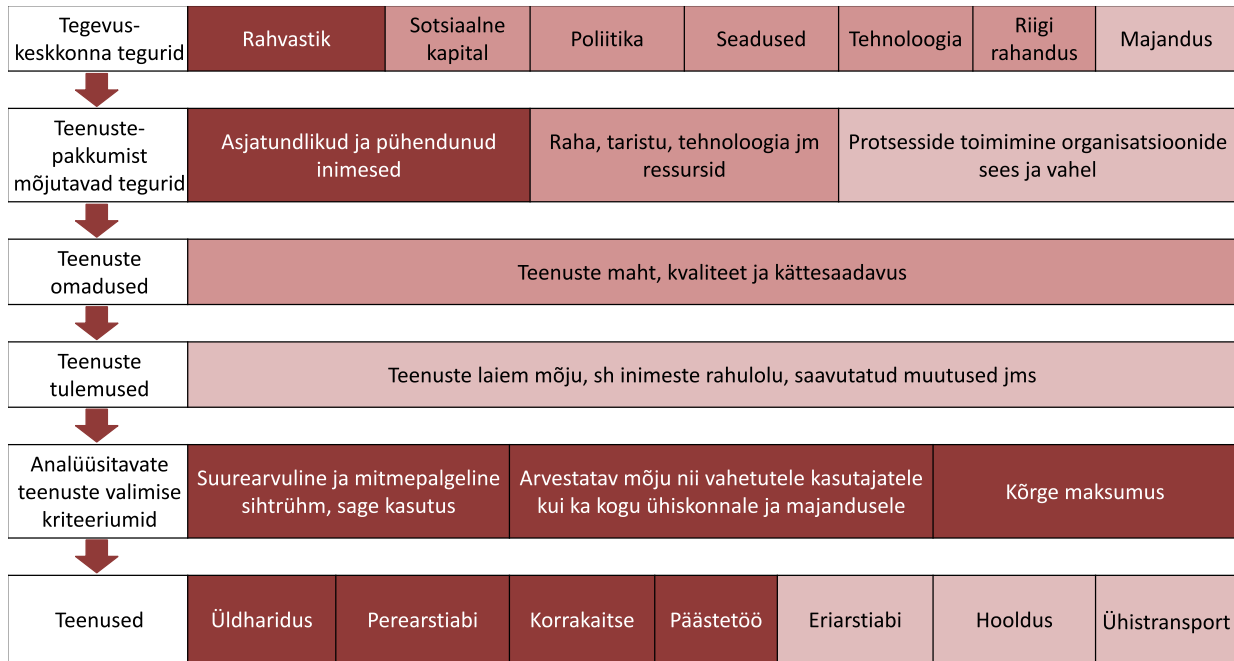 Tegevus-
keskkonna tegurid
Rahvastik
Sotsiaalne
kapital
Poliitika
Seadused
Tehnoloogia
Riigi
rahandus
Majandus
Teenuste-
pakkumist
mõjutavad tegurid
Asjatundlikud ja pühendunud
inimesed
Raha, taristu, tehnoloogia jm
ressursid
Protsesside toimimine organisatsioonide
sees ja vahel
Teenuste
omadused
Teenuste maht, kvaliteet ja kättesaadavus
Teenuste
tulemused
Teenuste laiem mõju, sh inimeste rahulolu, saavutatud muutused jms
Analüüsitavate
teenuste valimise
kriteeriumid
Suurearvuline ja mitmepalgeline
sihtrühm, sage kasutus
Arvestatav mõju nii vahetutele kasutajatele
kui ka kogu ühiskonnale ja majandusele
Kõrge maksumus
Teenused
Üldharidus
Perearstiabi
Korrakaitse
Päästetöö
Eriarstiabi
Hooldus
Ühistransport